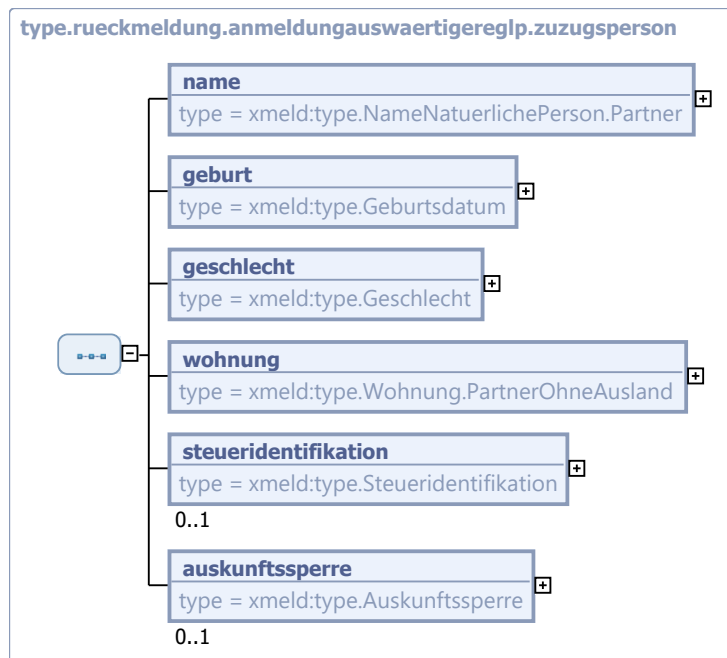 type.rueckmeldung.anmeldungauswaertigereglp.zuzugsperson
name
type = xmeld:type.NameNatuerlichePerson.Partner
geburt
type = xmeld:type.Geburtsdatum
geschlecht
type = xmeld:type.Geschlecht
wohnung
type = xmeld:type.Wohnung.PartnerOhneAusland
steueridentifikation
type = xmeld:type.Steueridentifikation
0..1
auskunftssperre
type = xmeld:type.Auskunftssperre
0..1